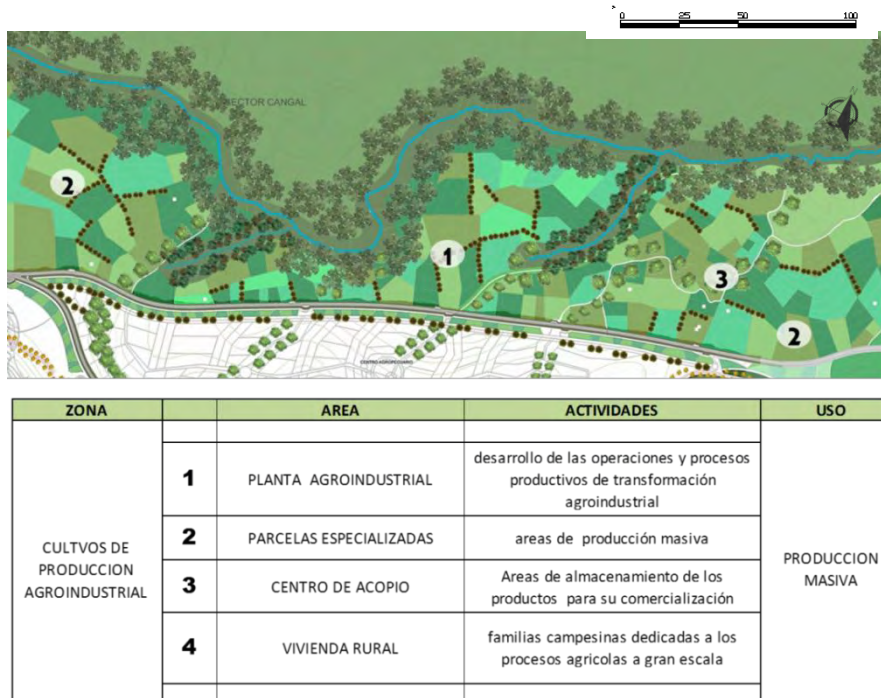 0 25 50 100
SECTOR CANGAL
2
1
3
2
CENTRO AGROPECUARIO
ZONA AREA ACTIVIDADES USO
CULTVOS DE
PRODUCCION
AGROINDUSTRIAL
1 PLANTA AGROINDUSTRIAL desarrollo de las operaciones y procesos
productivos de transformación
agroindustrial
2 PARCELAS ESPECIALIZADAS areas de producción masiva
3 CENTRO DE ACOPIO Areas de almacenamiento de los
productos para su comercialización
4 VIVIENDA RURAL familias campesinas dedicadas a los
procesos agricolas a gran escala
PRODUCCION
MASIVA